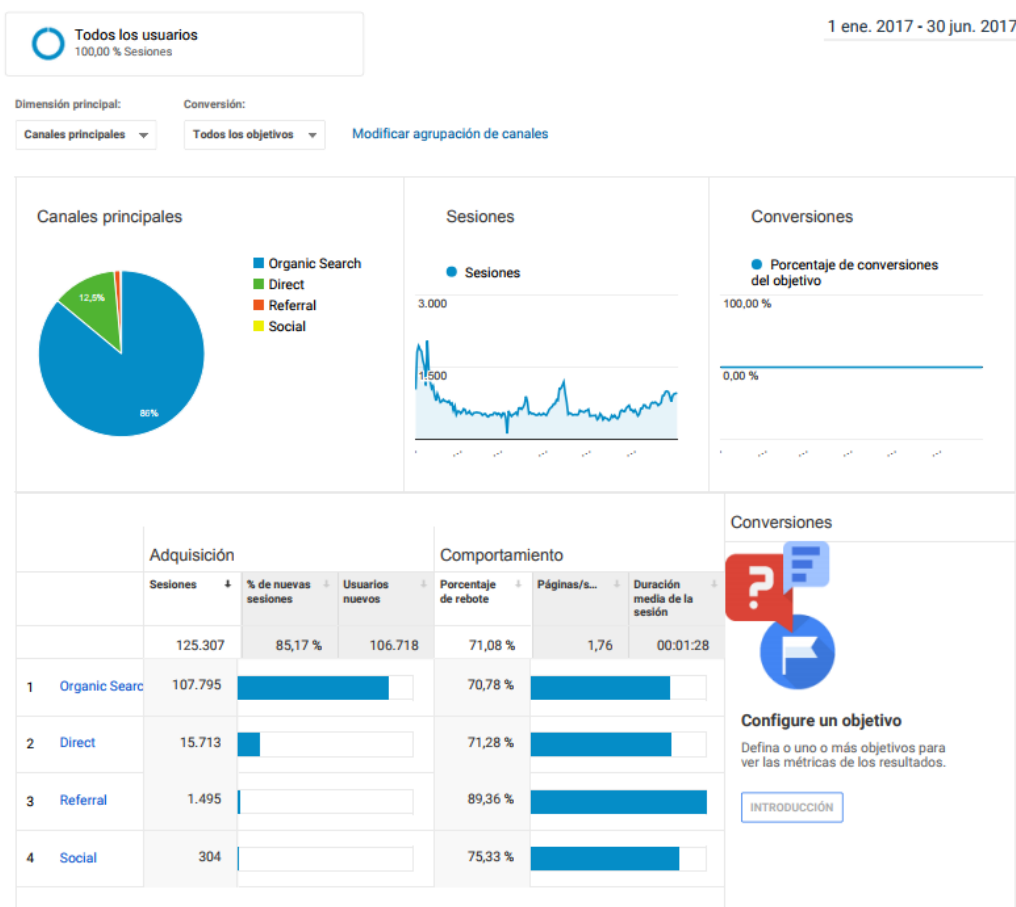 Todos los usuarios
100,00 % Sesiones
1 ene. 2017 - 30 jun. 2017
Dimensión principal:
Conversión:
Canales principales
Todos los objetivos
Modificar agrupación de canales
Canales principales
12,5%
86%
Organic Search
Direct
Referral
Social
Sesiones
Sesiones
3.000
1.500
Conversiones
Porcentaje de conversiones
del objetivo
100,00 %
0,00 %
Adquisición
Comportamiento
Conversiones
Sesiones
% de nuevas
sesiones
Usuarios
nuevos
Porcentaje
de rebote
Páginas/s...
Duración
media de la
sesión
125.307
85,17 %
106.718
71,08 %
1,76
00:01:28
1 Organic Searc 107.795 70,78 %
2 Direct 15.713 71,28 %
3 Referral 1.495 89,36 %
4 Social 304 75,33 %
Configure un objetivo
Defina o uno o más objetivos para
ver las métricas de los resultados.
INTRODUCCIÓN